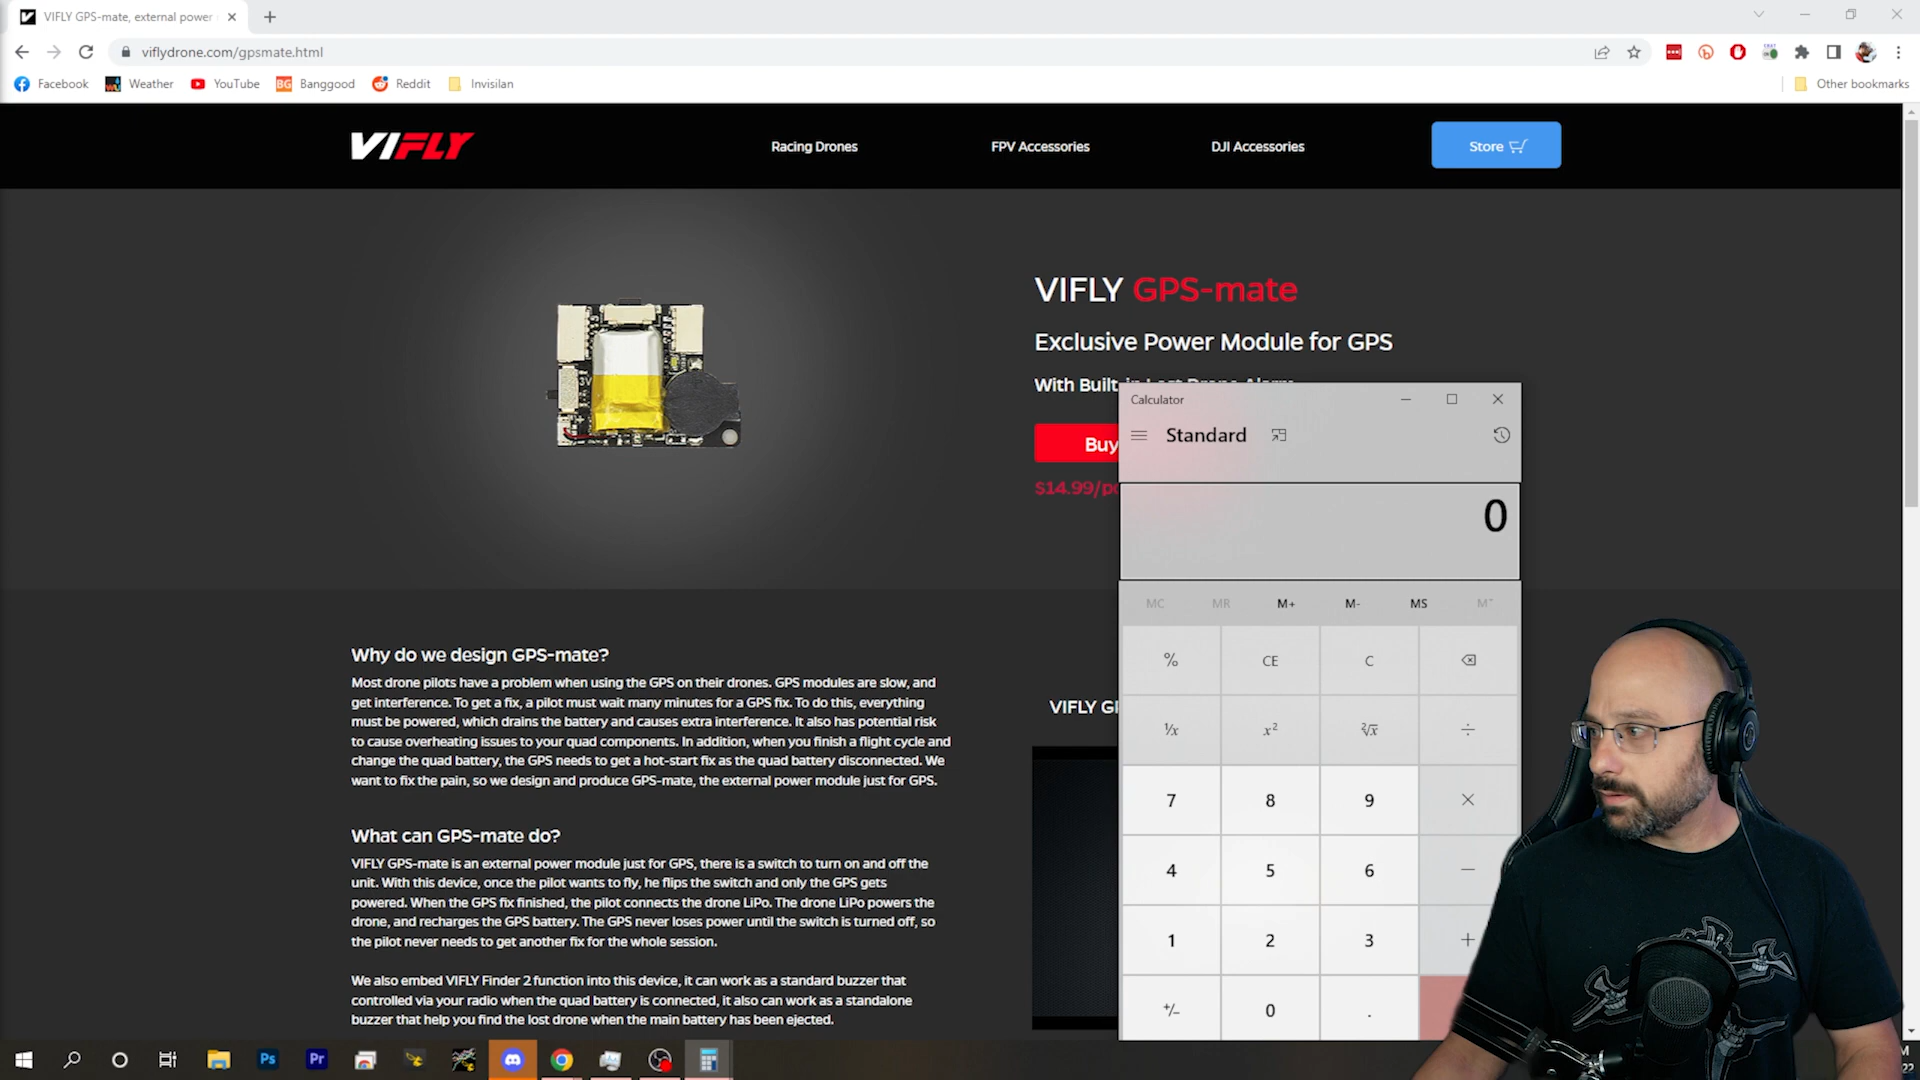 VIFLY GPS-mate, external power
viflydrone.com/gpsmate.html
Facebook
Weather
YouTube
BG Banggood
Reddit
Invisilan
Other bookmarks
VIFLY
Racing Drones
FPV Accessories
DJI Accessories
Store
VIFLY GPS-mate
Exclusive Power Module for GPS
With Built-in Lost Drone Alarm
Buy
$14.99/pc
Calculator
Standard
0
MC MR M+ M- MS
% CE C
¹/x x² ²√x ÷
7 8 9 ×
4 5 6 −
1 2 3 +
+/− 0 .
Why do we design GPS-mate?
Most drone pilots have a problem when using the GPS on their drones. GPS modules are slow, and
get interference. To get a fix, a pilot must wait many minutes for a GPS fix. To do this, everything
must be powered, which drains the battery and causes extra interference. It also has potential risk
to cause overheating issues to your quad components. In addition, when you finish a flight cycle and
change the quad battery, the GPS needs to get a hot-start fix as the quad battery disconnected. We
want to fix the pain, so we design and produce GPS-mate, the external power module just for GPS.
VIFLY GP
What can GPS-mate do?
VIFLY GPS-mate is an external power module just for GPS, there is a switch to turn on and off the
unit. With this device, once the pilot wants to fly, he flips the switch and only the GPS gets
powered. When the GPS fix finished, the pilot connects the drone LiPo. The drone LiPo powers the
drone, and recharges the GPS battery. The GPS never loses power until the switch is turned off, so
the pilot never needs to get another fix for the whole session.
We also embed VIFLY Finder 2 function into this device, it can work as a standard buzzer that
controlled via your radio when the quad battery is connected, it also can work as a standalone
buzzer that help you find the lost drone when the main battery has been ejected.
Ps
Pr